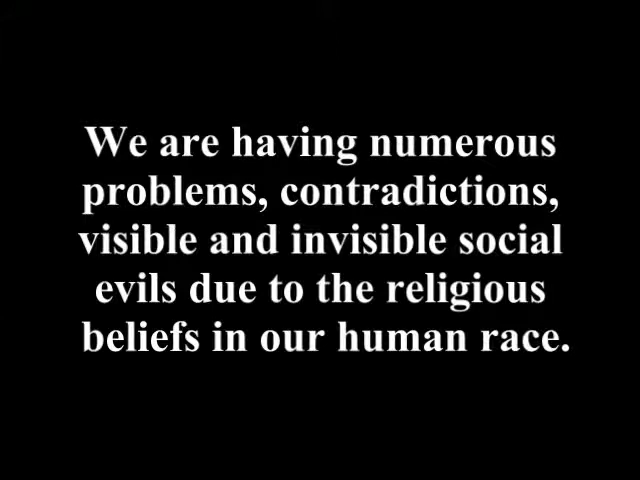 We are having numerous
problems, contradictions,
visible and invisible social
evils due to the religious
beliefs in our human race.